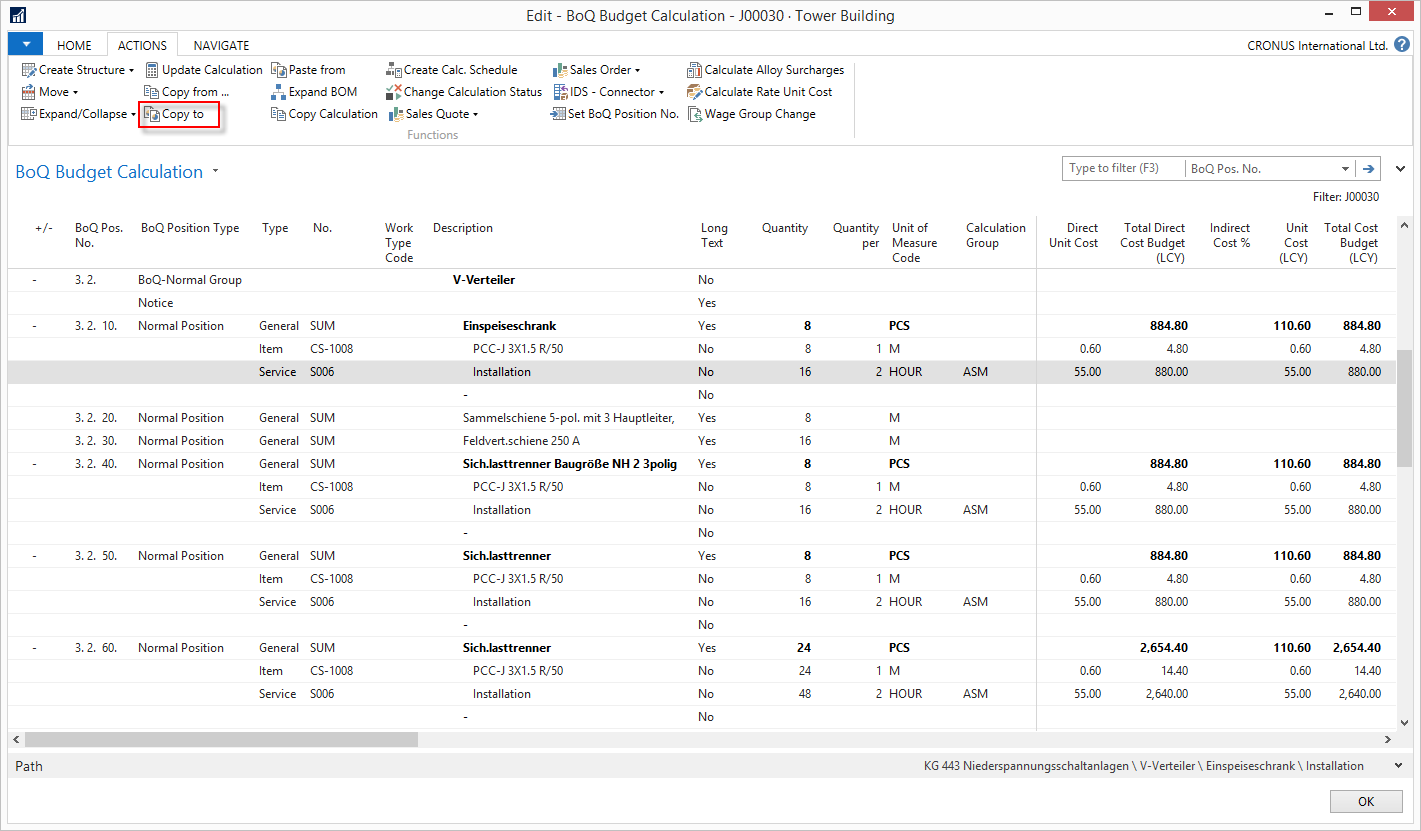 Edit - BoQ Budget Calculation - J00030 · Tower Building
HOME ACTIONS NAVIGATE CRONUS International Ltd. ?
Create Structure Update Calculation Paste from Create Calc. Schedule Sales Order Calculate Alloy Surcharges
Move Copy from ... Expand BOM Change Calculation Status IDS - Connector Calculate Rate Unit Cost
Expand/Collapse Copy to Copy Calculation Sales Quote Set BoQ Position No. Wage Group Change
Functions
BoQ Budget Calculation Type to filter (F3) BoQ Pos. No.
Filter: J00030
+/- BoQ Pos. BoQ Position Type Type No. Work Description Long Quantity Quantity Unit of Calculation Direct Total Direct Indirect Unit Total Cost
No. Type Text per Measure Group Unit Cost Cost Budget Cost % Cost Budget
Code Code (LCY) (LCY) (LCY)
- 3. 2. BoQ-Normal Group V-Verteiler No
Notice Yes
- 3. 2. 10. Normal Position General SUM Einspeiseschrank Yes 8 PCS 884.80 110.60 884.80
Item CS-1008 PCC-J 3X1.5 R/50 No 8 1 M 0.60 4.80 0.60 4.80
Service S006 Installation No 16 2 HOUR ASM 55.00 880.00 55.00 880.00
- No
3. 2. 20. Normal Position General SUM Sammelschiene 5-pol. mit 3 Hauptleiter, Yes 8 M
3. 2. 30. Normal Position General SUM Feldvert.schiene 250 A Yes 16 M
- 3. 2. 40. Normal Position General SUM Sich.lasttrenner Baugröße NH 2 3polig Yes 8 PCS 884.80 110.60 884.80
Item CS-1008 PCC-J 3X1.5 R/50 No 8 1 M 0.60 4.80 0.60 4.80
Service S006 Installation No 16 2 HOUR ASM 55.00 880.00 55.00 880.00
- No
- 3. 2. 50. Normal Position General SUM Sich.lasttrenner Yes 8 PCS 884.80 110.60 884.80
Item CS-1008 PCC-J 3X1.5 R/50 No 8 1 M 0.60 4.80 0.60 4.80
Service S006 Installation No 16 2 HOUR ASM 55.00 880.00 55.00 880.00
- No
- 3. 2. 60. Normal Position General SUM Sich.lasttrenner Yes 24 PCS 2,654.40 110.60 2,654.40
Item CS-1008 PCC-J 3X1.5 R/50 No 24 1 M 0.60 14.40 0.60 14.40
Service S006 Installation No 48 2 HOUR ASM 55.00 2,640.00 55.00 2,640.00
- No
Path KG 443 Niederspannungsschaltanlagen \ V-Verteiler \ Einspeiseschrank \ Installation
OK